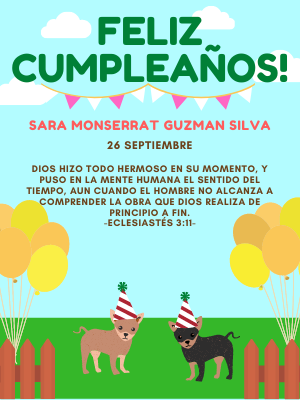 FELIZ
CUMPLEAÑOS!
SARA MONSERRAT GUZMAN SILVA
26 SEPTIEMBRE
DIOS HIZO TODO HERMOSO EN SU MOMENTO, Y
PUSO EN LA MENTE HUMANA EL SENTIDO DEL
TIEMPO, AUN CUANDO EL HOMBRE NO ALCANZA A
COMPRENDER LA OBRA QUE DIOS REALIZA DE
PRINCIPIO A FIN.
-ECLESIASTÉS 3:11-